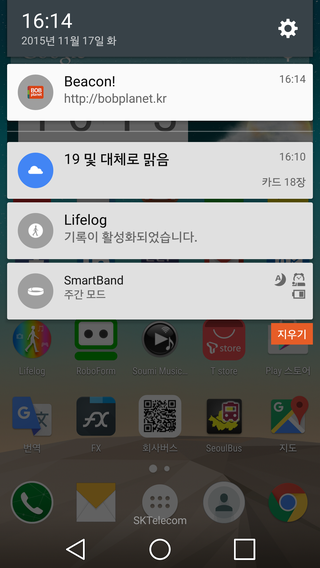 16:14
2015년 11월 17일 화
Beacon!
16:14
http://bobplanet.kr
BOB
19 및 대체로 맑음
16:10
카드 18장
Lifelog
기록이 활성화되었습니다.
SmartBand
주간 모드
지우기
T store
Lifelog
RoboForm
Soumi Music...
T store
Play 스토어
번역
FX
회사버스
SeoulBus
지도
SKTelecom